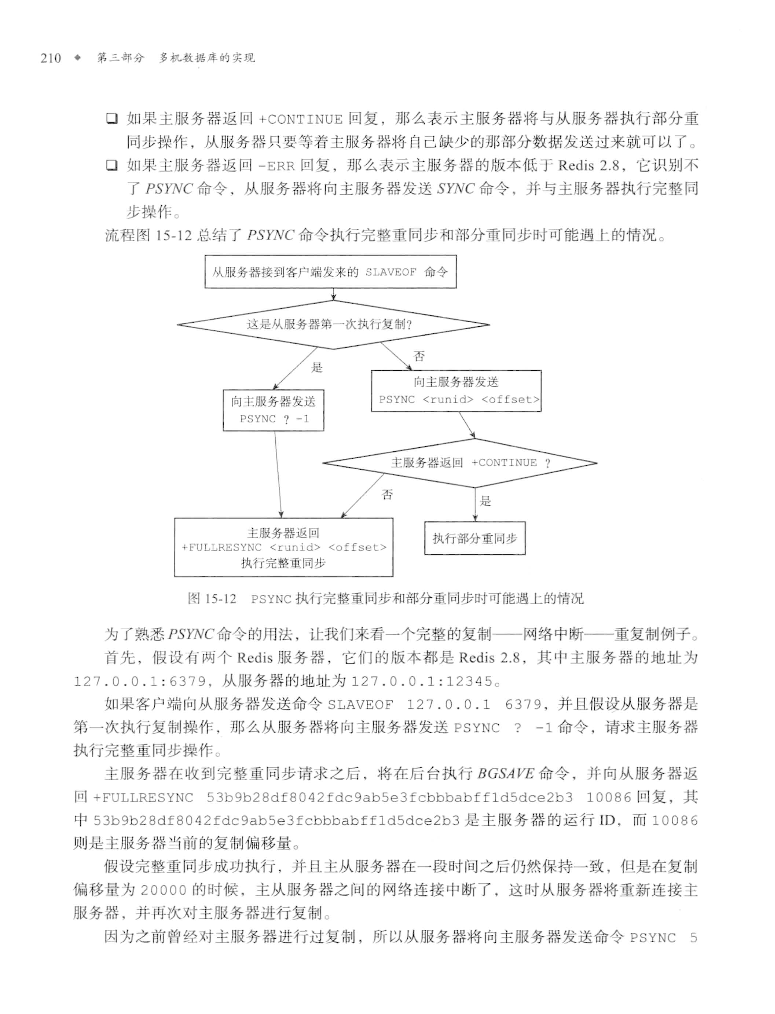 210 ◆ 第三部分 多机数据库的实现
❑ 如果主服务器返回 +CONTINUE 回复，那么表示主服务器将与从服务器执行部分重
同步操作，从服务器只要等着主服务器将自己缺少的那部分数据发送过来就可以了。
❑ 如果主服务器返回 -ERR 回复，那么表示主服务器的版本低于 Redis 2.8，它识别不
了 PSYNC 命令，从服务器将向主服务器发送 SYNC 命令，并与主服务器执行完整同
步操作。
流程图 15-12 总结了 PSYNC 命令执行完整重同步和部分重同步时可能遇上的情况。
从服务器接到客户端发来的 SLAVEOF 命令
这是从服务器第一次执行复制？
否
是
向主服务器发送
PSYNC <runid> <offset>
向主服务器发送
PSYNC ? -1
主服务器返回 +CONTINUE ？
否
是
主服务器返回
+FULLRESYNC <runid> <offset>
执行完整重同步
执行部分重同步
图 15-12 PSYNC 执行完整重同步和部分重同步时可能遇上的情况
为了熟悉 PSYNC 命令的用法，让我们来看一个完整的复制——网络中断——重复制例子。
首先，假设有两个 Redis 服务器，它们的版本都是 Redis 2.8，其中主服务器的地址为
127.0.0.1:6379，从服务器的地址为 127.0.0.1:12345。
如果客户端向从服务器发送命令 SLAVEOF 127.0.0.1 6379，并且假设从服务器是
第一次执行复制操作，那么从服务器将向主服务器发送 PSYNC ? -1 命令，请求主服务器
执行完整重同步操作。
主服务器在收到完整重同步请求之后，将在后台执行 BGSAVE 命令，并向从服务器返
回 +FULLRESYNC 53b9b28df8042fdc9ab5e3fcbbbabff1d5dce2b3 10086 回复，其
中 53b9b28df8042fdc9ab5e3fcbbbabff1d5dce2b3 是主服务器的运行 ID，而 10086
则是主服务器当前的复制偏移量。
假设完整重同步成功执行，并且主从服务器在一段时间之后仍然保持一致，但是在复制
偏移量为 20000 的时候，主从服务器之间的网络连接中断了，这时从服务器将重新连接主
服务器，并再次对主服务器进行复制。
因为之前曾经对主服务器进行过复制，所以从服务器将向主服务器发送命令 PSYNC 5